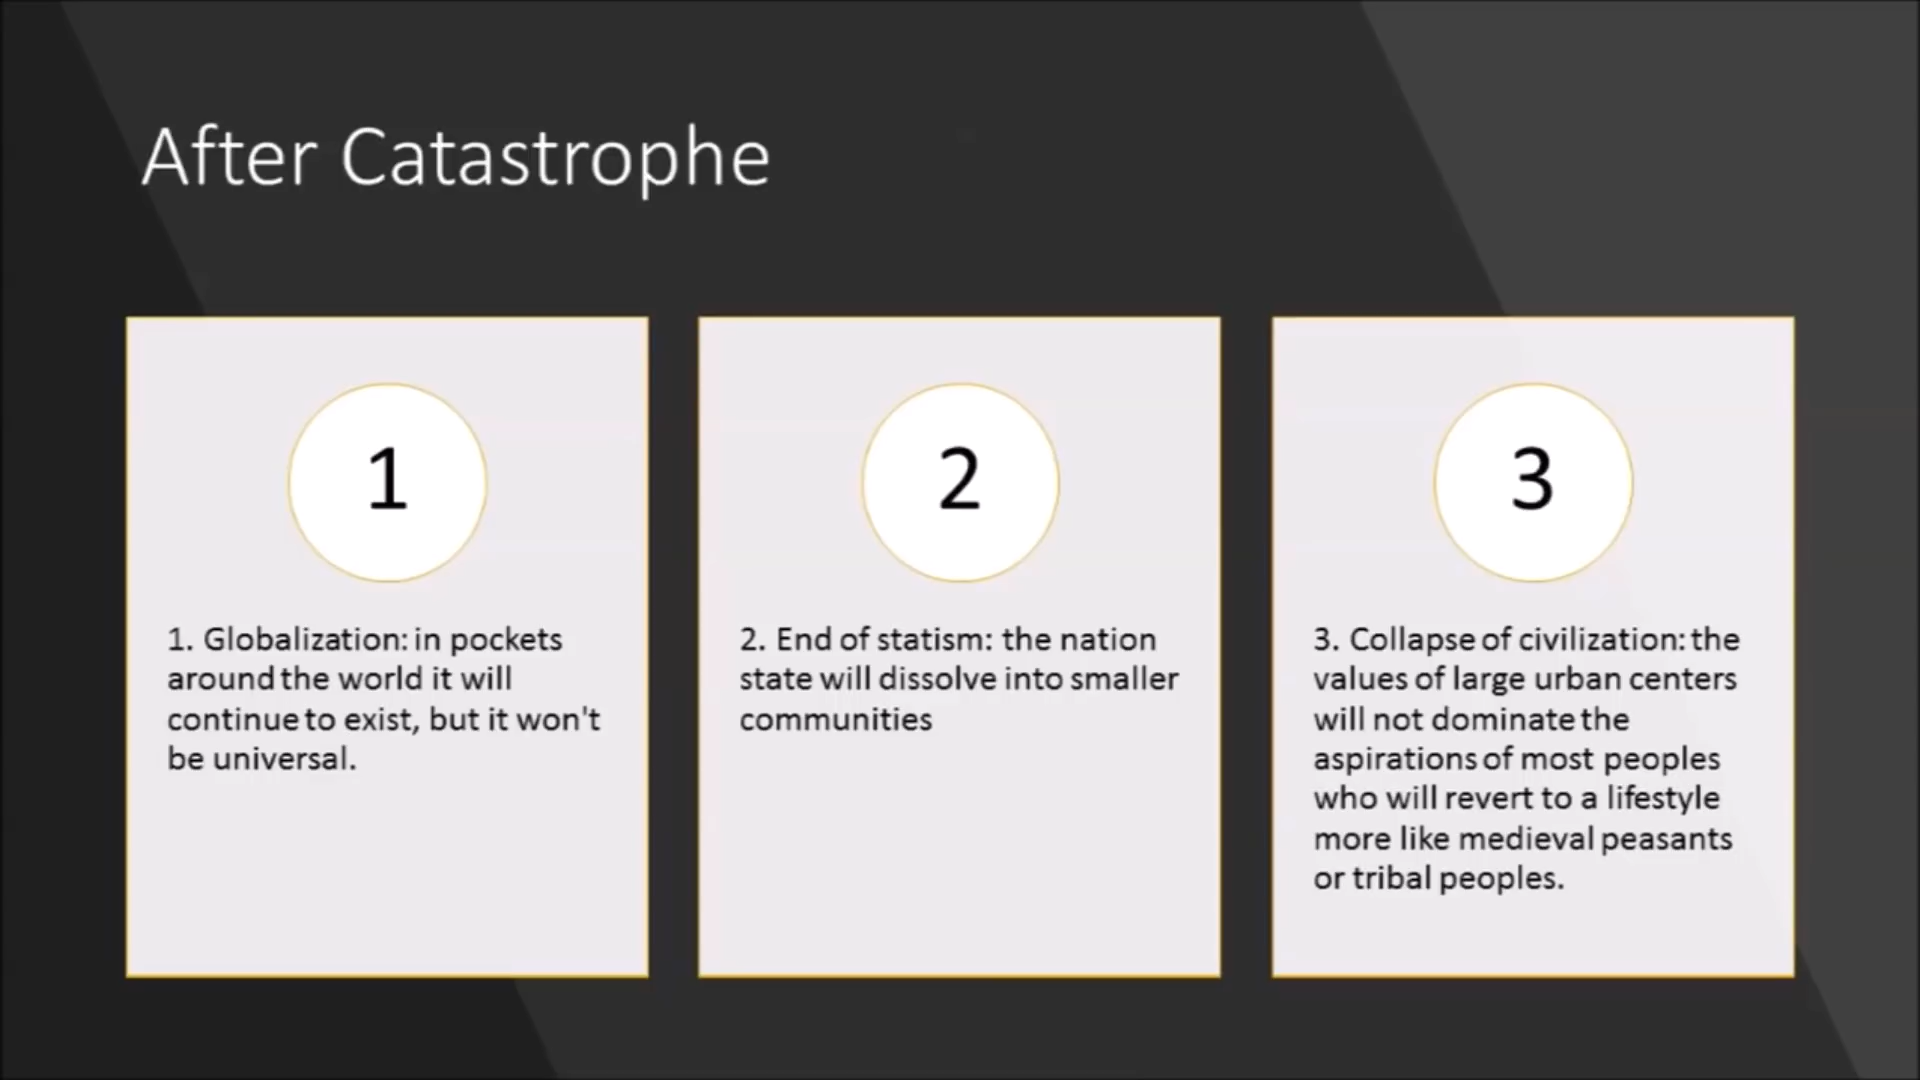 After Catastrophe
1
1. Globalization: in pockets
around the world it will
continue to exist, but it won't
be universal.
2
2. End of statism: the nation
state will dissolve into smaller
communities
3
3. Collapse of civilization: the
values of large urban centers
will not dominate the
aspirations of most peoples
who will revert to a lifestyle
more like medieval peasants
or tribal peoples.